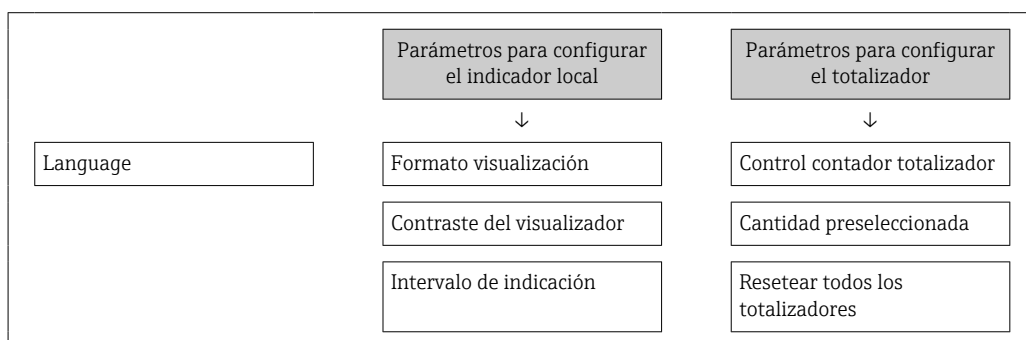 Parámetros para configurar
el indicador local
Parámetros para configurar
el totalizador
↓
↓
Language
Formato visualización
Control contador totalizador
Contraste del visualizador
Cantidad preseleccionada
Intervalo de indicación
Resetear todos los
totalizadores